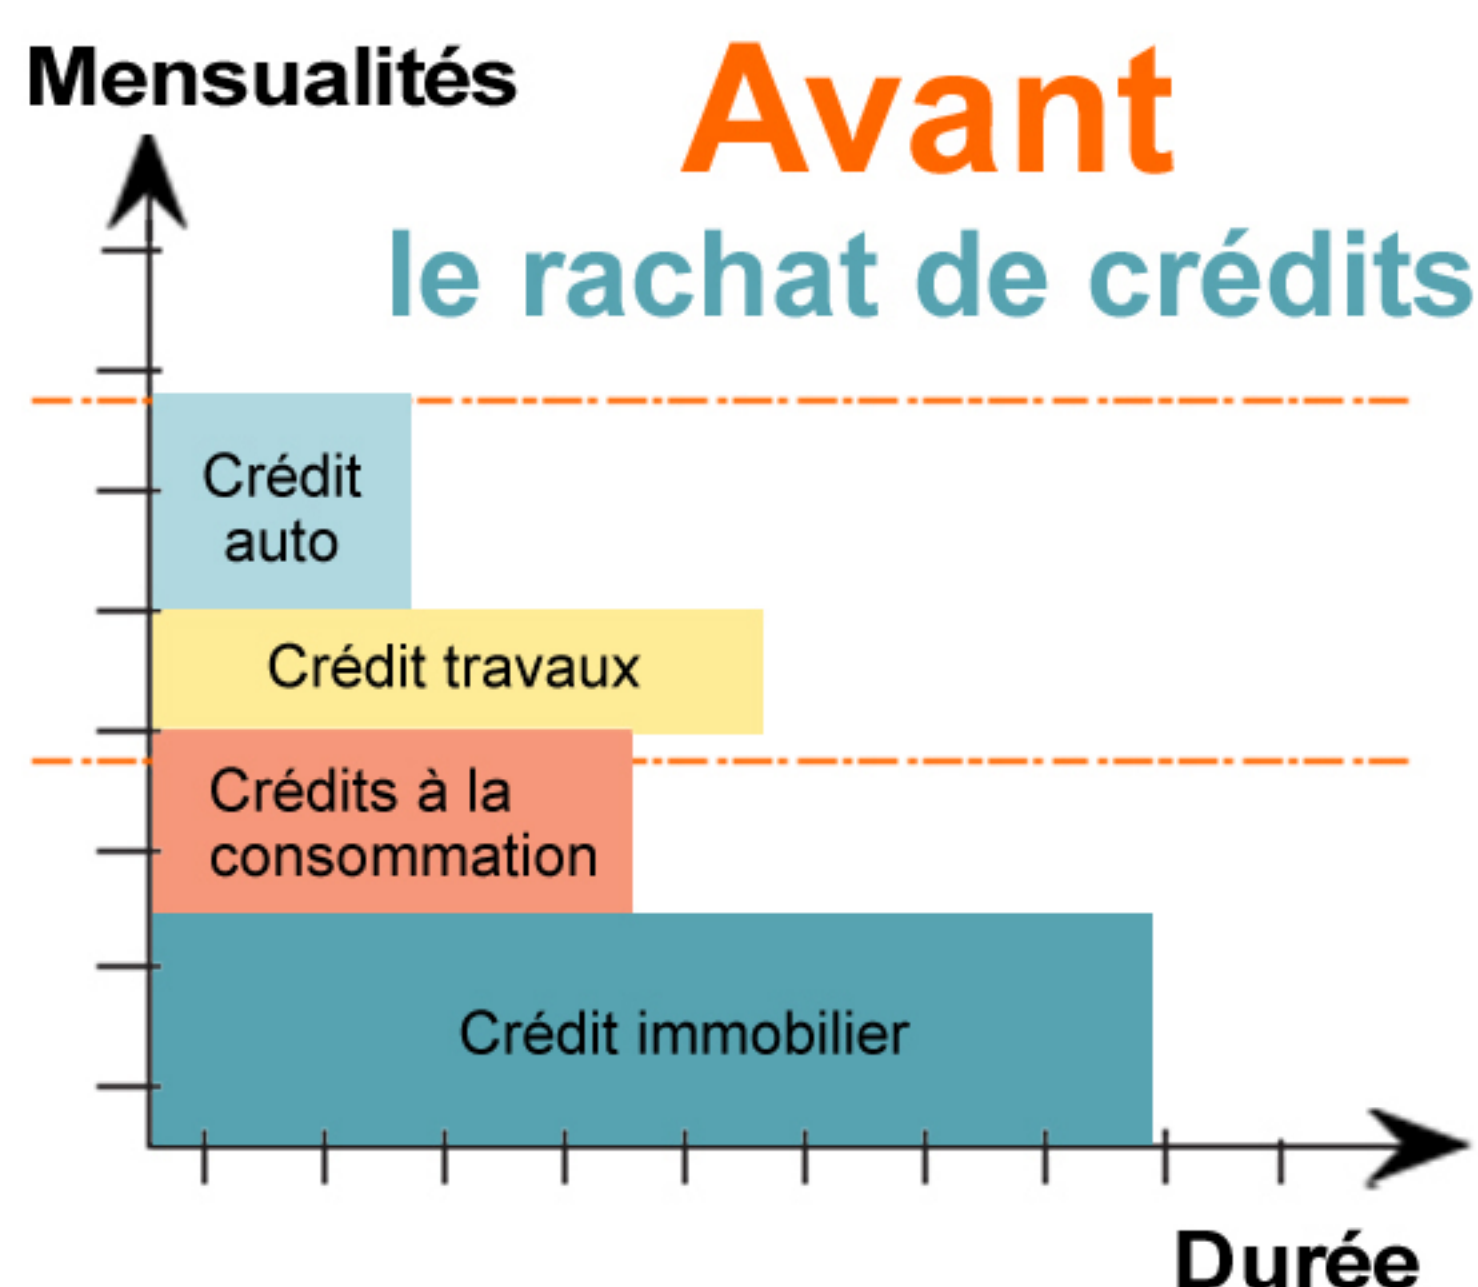 Mensualités
Avant
le rachat de crédits
Crédit
auto
Crédit travaux
Crédits à la
consommation
Crédit immobilier
Durée